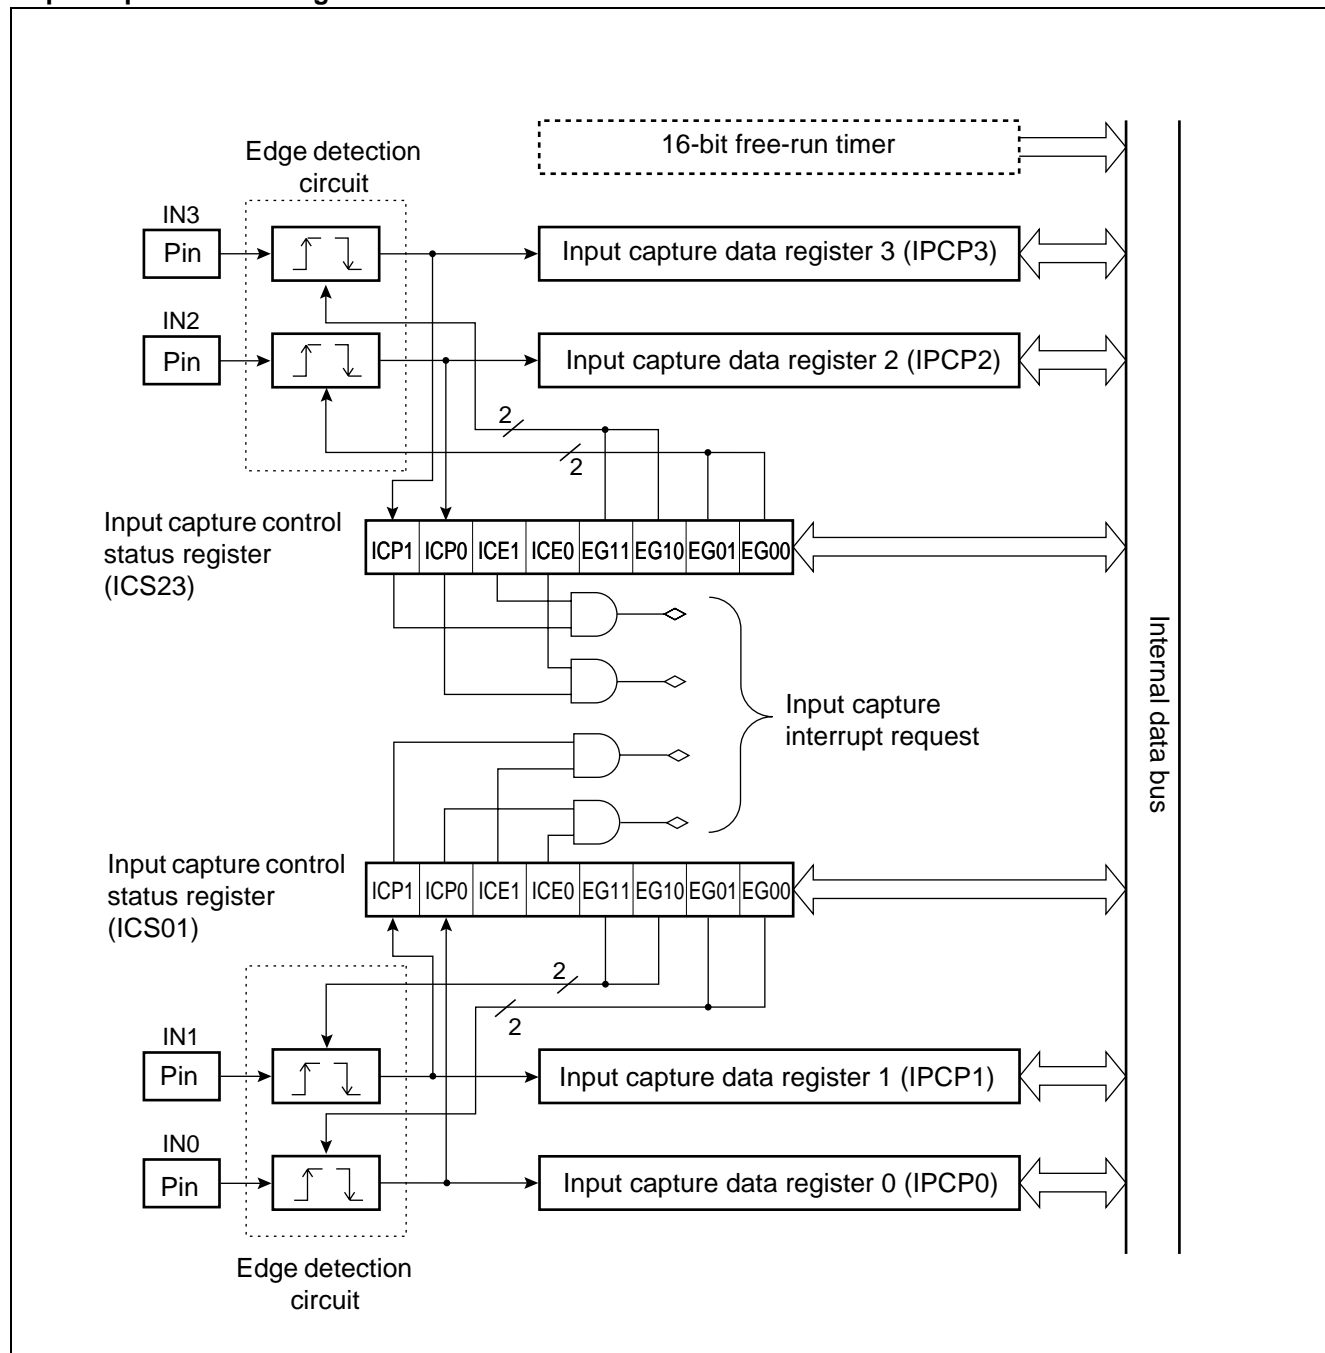 16-bit free-run timer
Edge detection
circuit
IN3
Pin
Input capture data register 3 (IPCP3)
IN2
Pin
Input capture data register 2 (IPCP2)
2
2
Input capture control
status register
(ICS23)
ICP1 ICP0 ICE1 ICE0 EG11 EG10 EG01 EG00
Input capture
interrupt request
Internal data bus
Input capture control
status register
(ICS01)
ICP1 ICP0 ICE1 ICE0 EG11 EG10 EG01 EG00
2
2
IN1
Pin
Input capture data register 1 (IPCP1)
IN0
Pin
Input capture data register 0 (IPCP0)
Edge detection
circuit